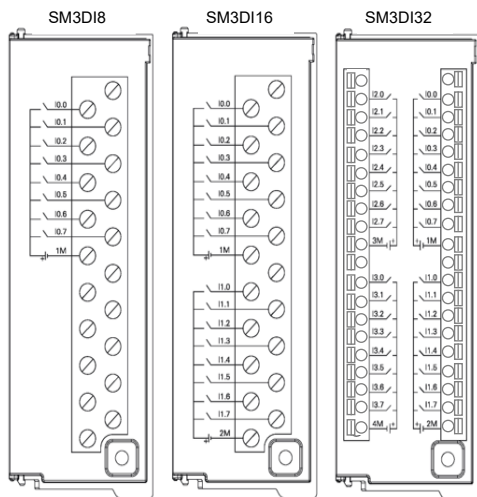 SM3DI8
I0.0
I0.1
I0.2
I0.3
I0.4
I0.5
I0.6
I0.7
1M
SM3DI16
I0.0
I0.1
I0.2
I0.3
I0.4
I0.5
I0.6
I0.7
1M
I1.0
I1.1
I1.2
I1.3
I1.4
I1.5
I1.6
I1.7
2M
SM3DI32
I2.0 I0.0
I2.1 I0.1
I2.2 I0.2
I2.3 I0.3
I2.4 I0.4
I2.5 I0.5
I2.6 I0.6
I2.7 I0.7
3M 1M
I3.0 I1.0
I3.1 I1.1
I3.2 I1.2
I3.3 I1.3
I3.4 I1.4
I3.5 I1.5
I3.6 I1.6
I3.7 I1.7
4M 2M